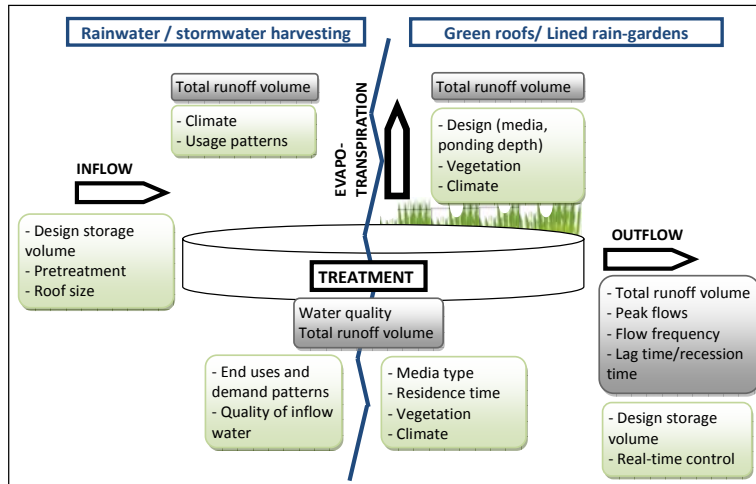 Rainwater / stormwater harvesting
Green roofs/ Lined rain-gardens
Total runoff volume
- Climate
- Usage patterns
EVAPO-
TRANSPIRATION
Total runoff volume
- Design (media,
ponding depth)
- Vegetation
- Climate
INFLOW
- Design storage
volume
- Pretreatment
- Roof size
TREATMENT
Water quality
Total runoff volume
- End uses and
demand patterns
- Quality of inflow
water
- Media type
- Residence time
- Vegetation
- Climate
OUTFLOW
- Total runoff volume
- Peak flows
- Flow frequency
- Lag time/recession
time
- Design storage
volume
- Real-time control